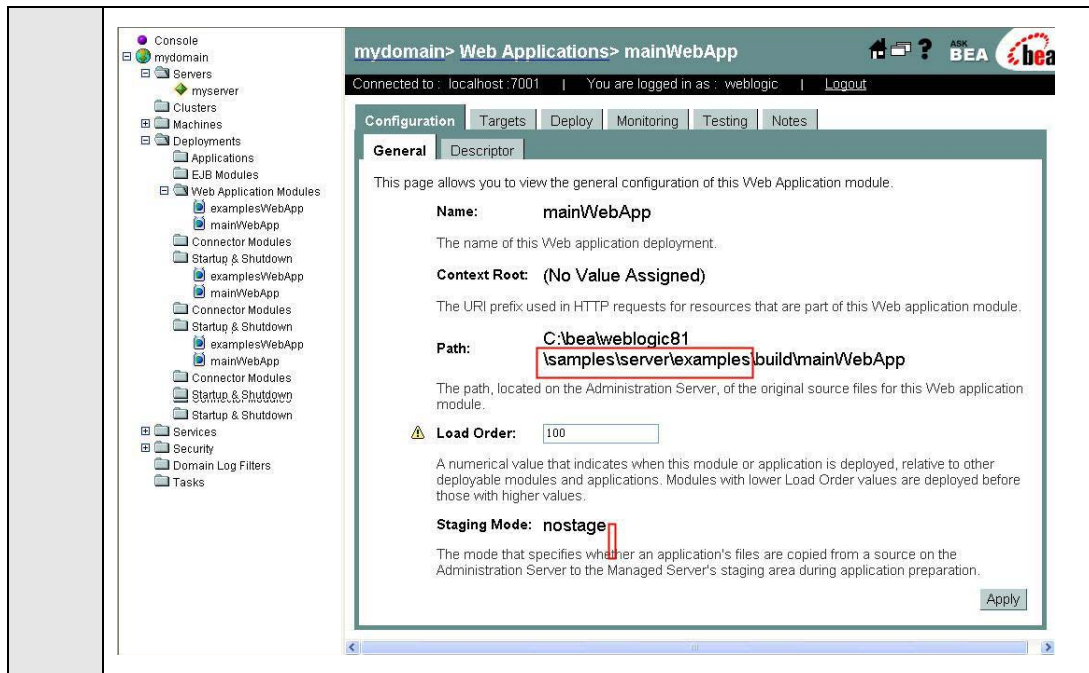 Console
mydomain
Servers
myserver
Clusters
Machines
Deployments
Applications
EJB Modules
Web Application Modules
examplesWebApp
mainWebApp
Connector Modules
Startup & Shutdown
examplesWebApp
mainWebApp
Connector Modules
Startup & Shutdown
examplesWebApp
mainWebApp
Connector Modules
Startup & Shutdown
Startup & Shutdown
Services
Security
Domain Log Filters
Tasks
mydomain> Web Applications> mainWebApp
? ASK BEA bea
Connected to : localhost :7001 | You are logged in as : weblogic | Logout
Configuration Targets Deploy Monitoring Testing Notes
General Descriptor
This page allows you to view the general configuration of this Web Application module.
Name: mainWebApp
The name of this Web application deployment.
Context Root: (No Value Assigned)
The URI prefix used in HTTP requests for resources that are part of this Web application module.
Path: C:\bea\weblogic81
\samples\server\examples\build\mainWebApp
The path, located on the Administration Server, of the original source files for this Web application
module.
Load Order: 100
A numerical value that indicates when this module or application is deployed, relative to other
deployable modules and applications. Modules with lower Load Order values are deployed before
those with higher values.
Staging Mode: nostage
The mode that specifies whether an application's files are copied from a source on the
Administration Server to the Managed Server's staging area during application preparation.
Apply